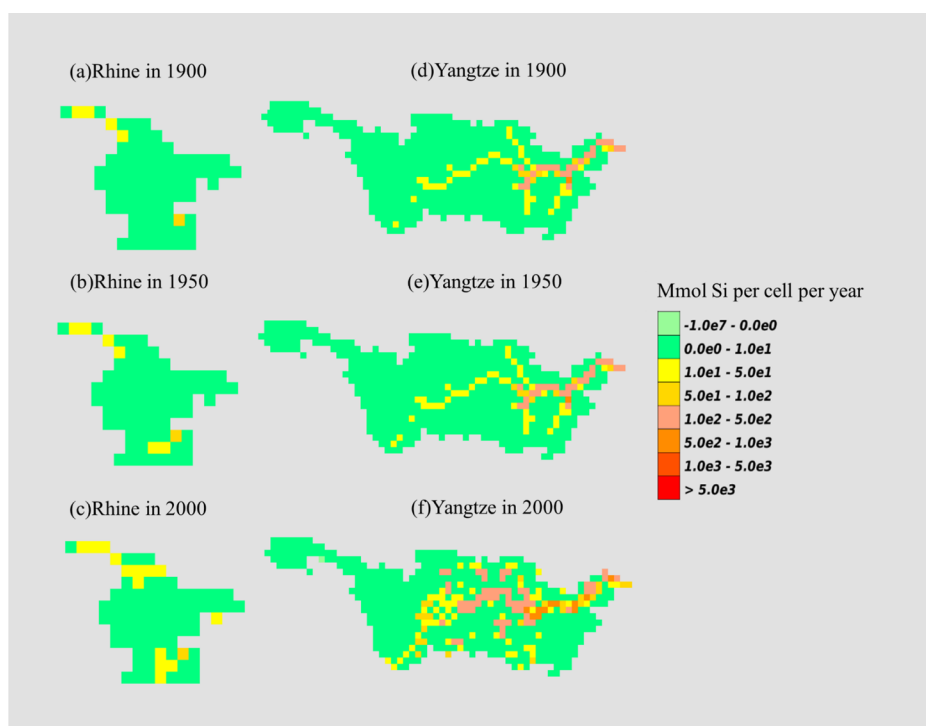 (a)Rhine in 1900
(d)Yangtze in 1900
(b)Rhine in 1950
(e)Yangtze in 1950
Mmol Si per cell per year
-1.0e7 - 0.0e0
0.0e0 - 1.0e1
1.0e1 - 5.0e1
5.0e1 - 1.0e2
1.0e2 - 5.0e2
5.0e2 - 1.0e3
1.0e3 - 5.0e3
> 5.0e3
(c)Rhine in 2000
(f)Yangtze in 2000